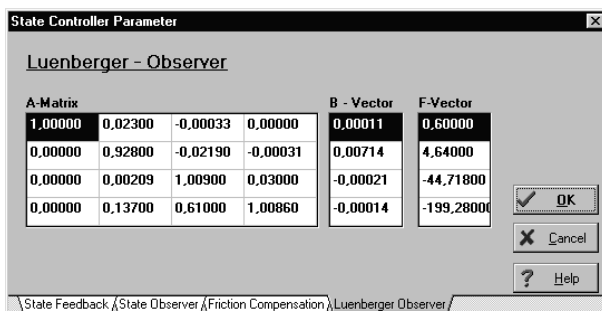 State Controller Parameter
Luenberger - Observer
A-Matrix B - Vector F-Vector
1,00000 0,02300 -0,00033 0,00000 0,00011 0,60000
0,00000 0,92800 -0,02190 -0,00031 0,00714 4,64000
0,00000 0,00209 1,00900 0,03000 -0,00021 -44,71800
0,00000 0,13700 0,61000 1,00860 -0,00014 -199,28000
OK
Cancel
Help
State Feedback State Observer Friction Compensation Luenberger Observer